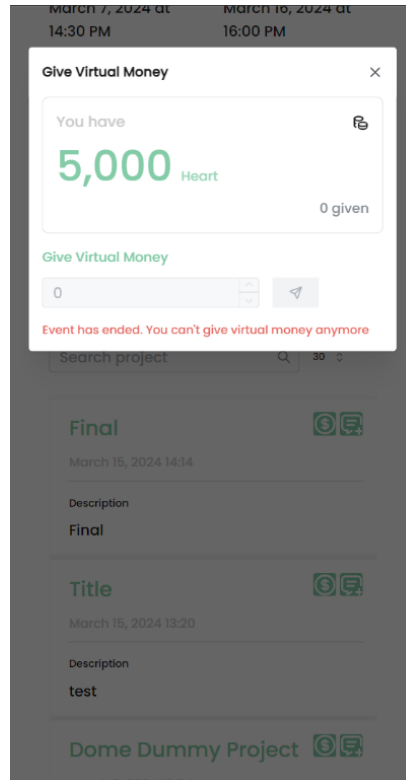 March 7, 2024 at
March 16, 2024 at
14:30 PM
16:00 PM
Give Virtual Money
You have
5,000 Heart
0 given
Give Virtual Money
0
Event has ended. You can't give virtual money anymore
Search project
30
Final
March 15, 2024 14:14
Description
Final
Title
March 15, 2024 13:20
Description
test
Dome Dummy Project